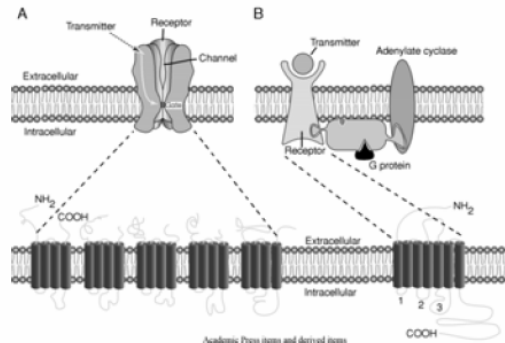 A
Receptor
Transmitter
Channel
Extracellular
Intracellular
Gate
B
Transmitter
Adenylate cyclase
Receptor
G protein
NH2
COOH
Extracellular
Intracellular
NH2
1 2 3
COOH
Academic Press items and derived items